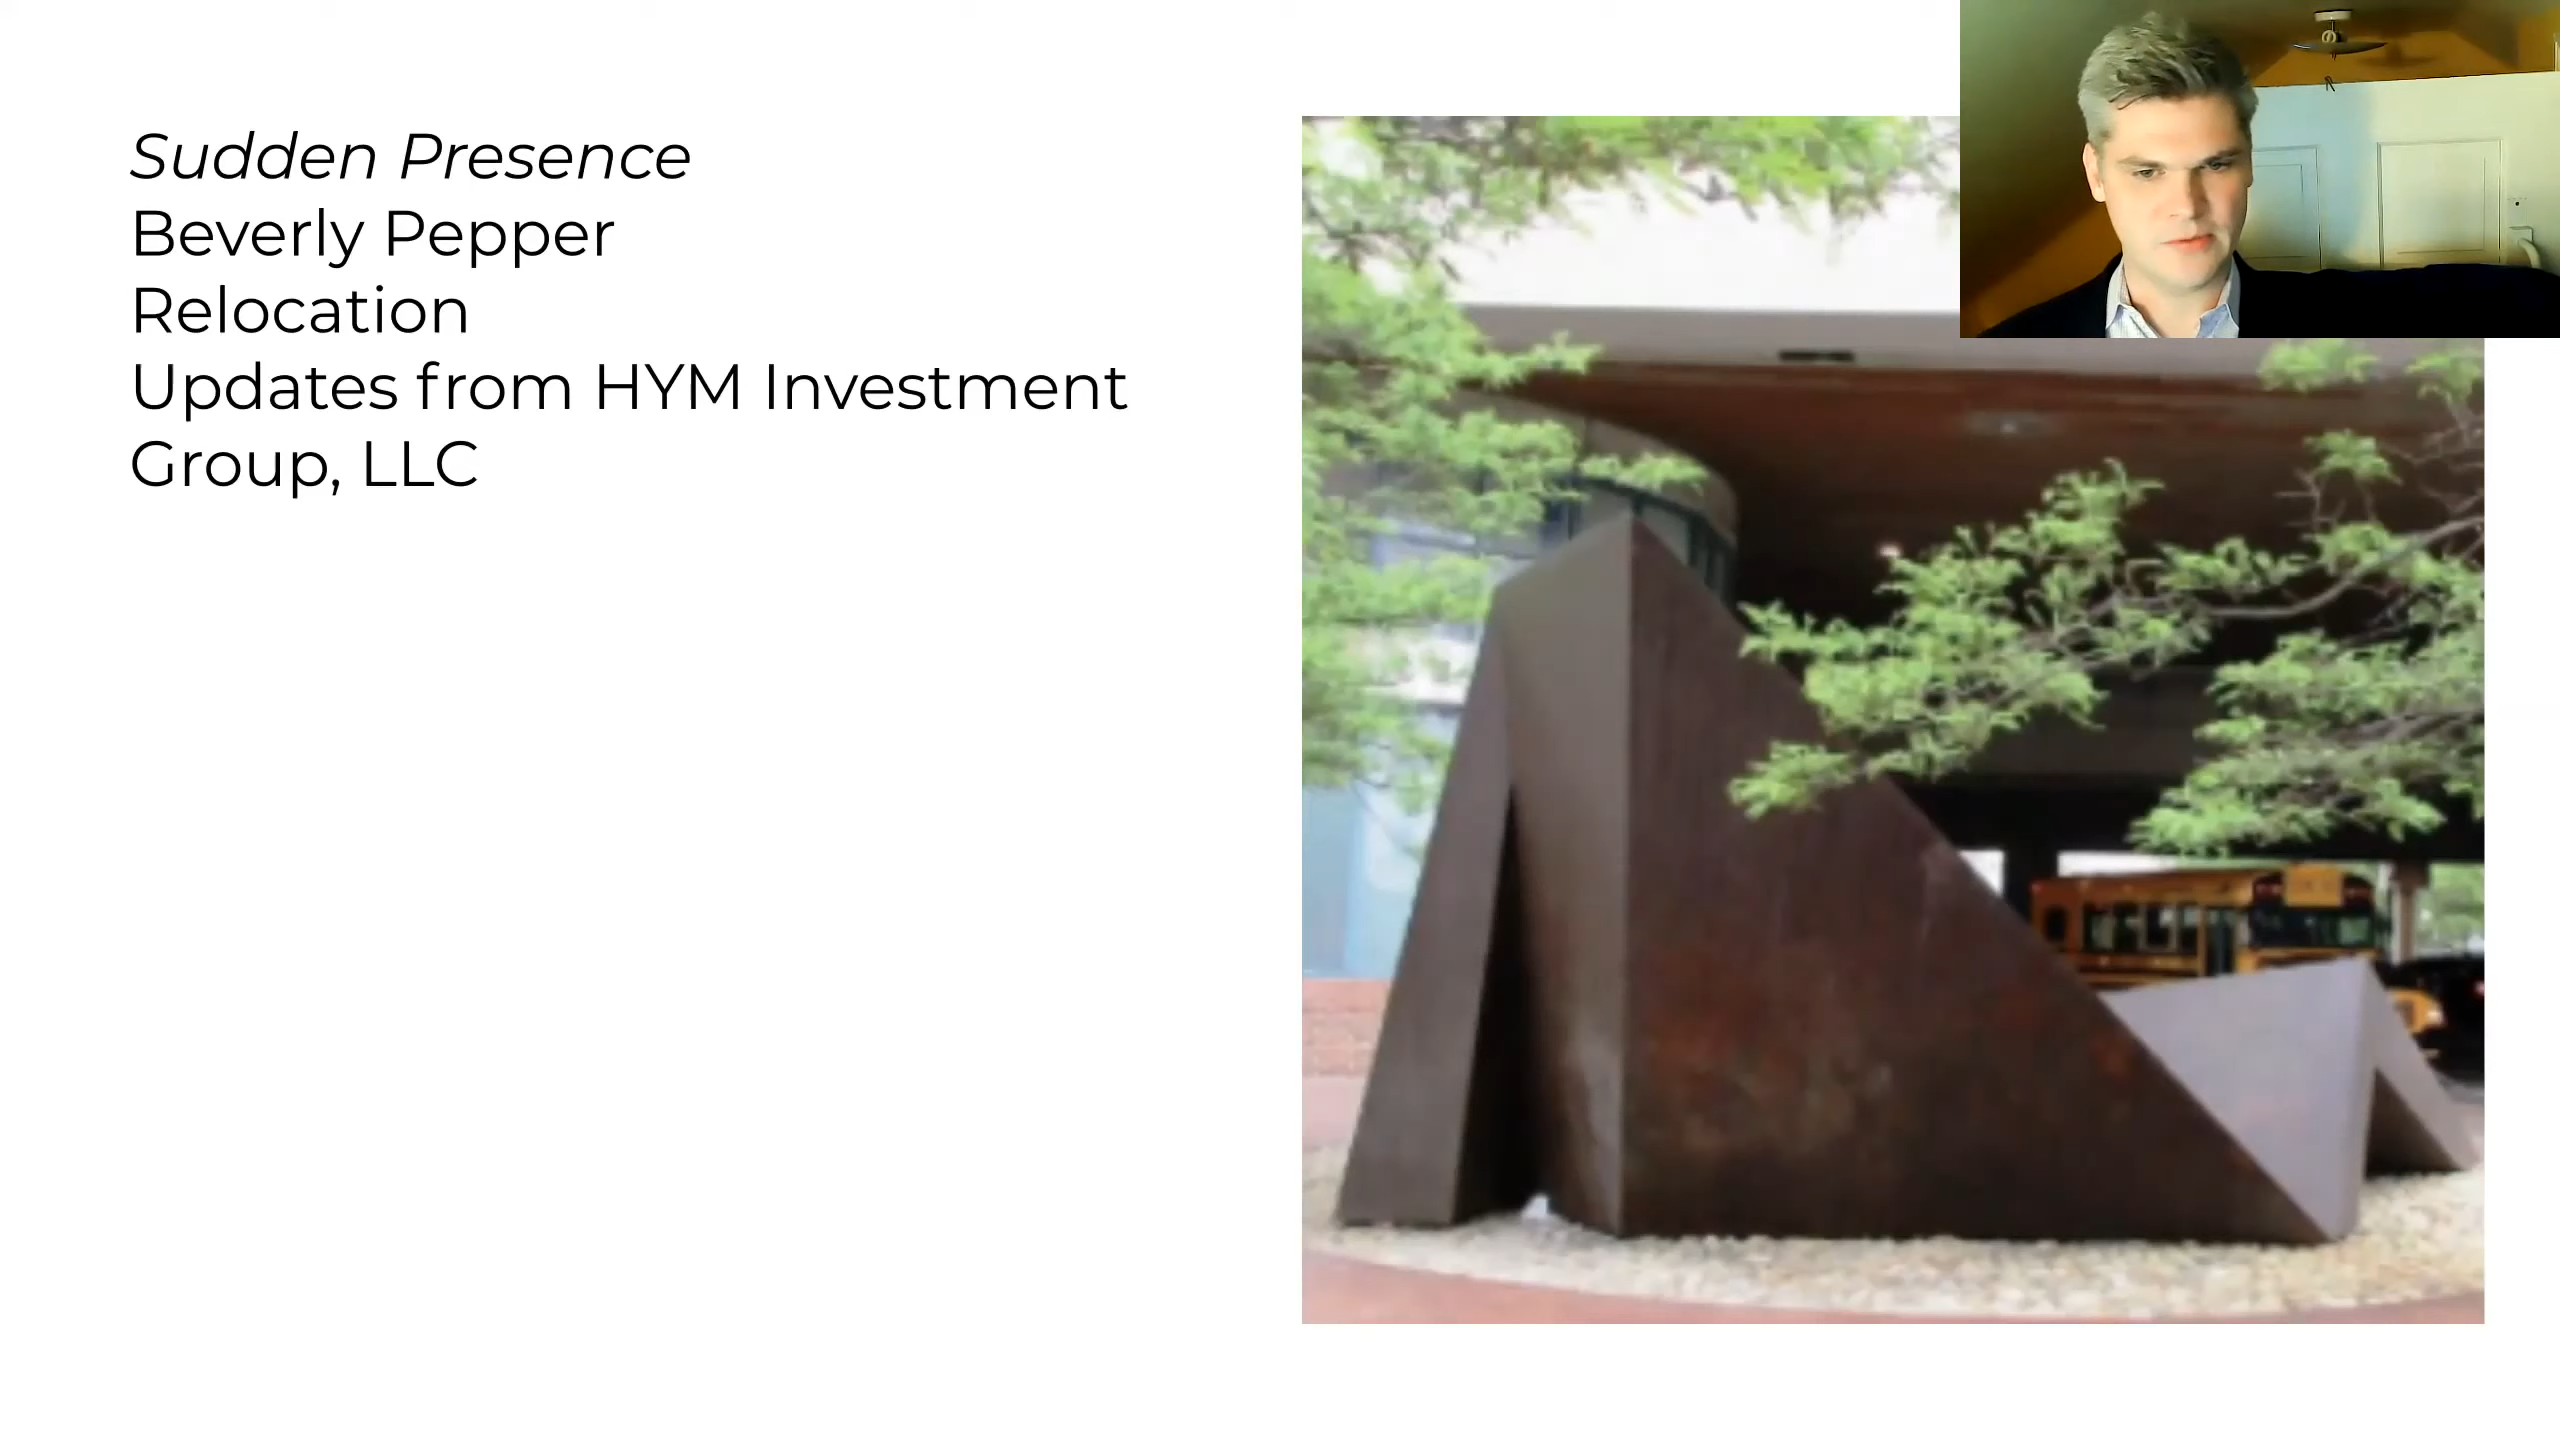 Sudden Presence
Beverly Pepper
Relocation
Updates from HYM Investment
Group, LLC